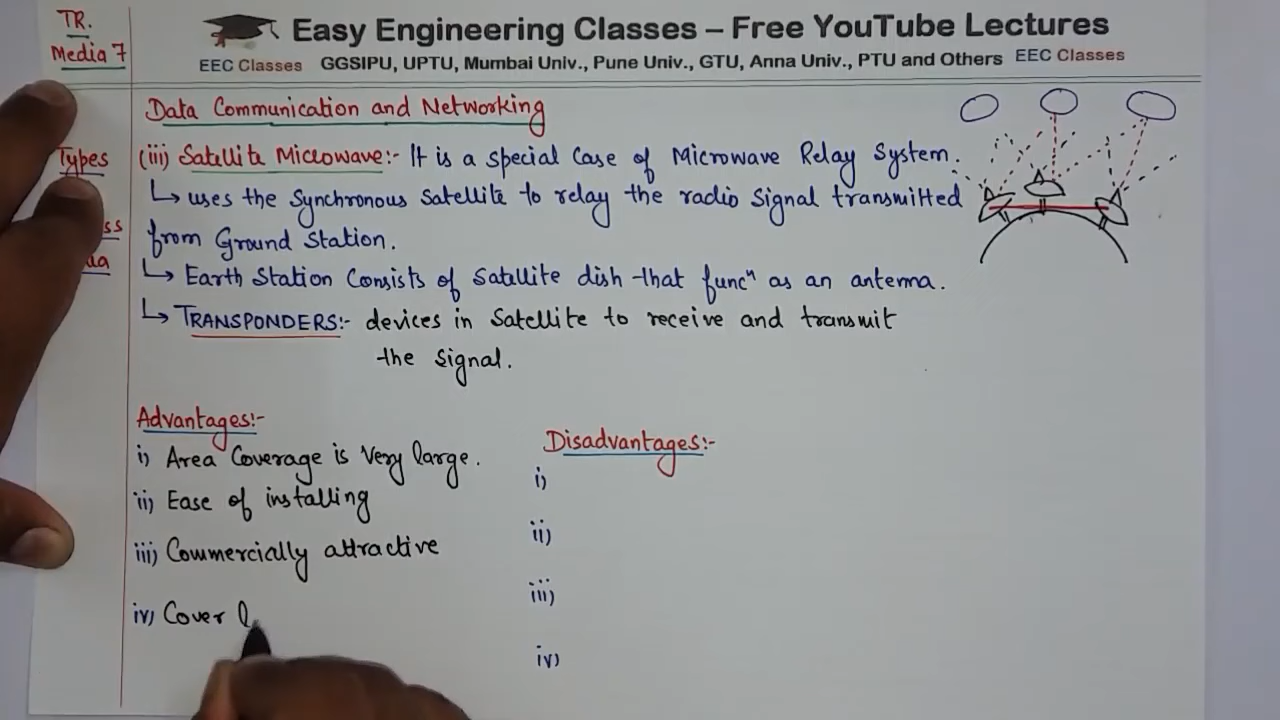 TR.
Media 7
Easy Engineering Classes – Free YouTube Lectures
EEC Classes GGSIPU, UPTU, Mumbai Univ., Pune Univ., GTU, Anna Univ., PTU and Others EEC Classes
Data Communication and Networking
Types
(iii) Satellite Microwave:- It is a special case of Microwave Relay System.
↳ uses the Synchronous Satellite to relay the radio signal transmitted
from Ground Station.
↳ Earth Station Consists of Satellite dish that funcⁿ as an antenna.
↳ TRANSPONDERS:- devices in Satellite to receive and transmit
the signal.
Advantages:-
i) Area Coverage is Very large.
ii) Ease of installing
iii) Commercially attractive
iv) Cover l
Disadvantages:-
i)
ii)
iii)
iv)